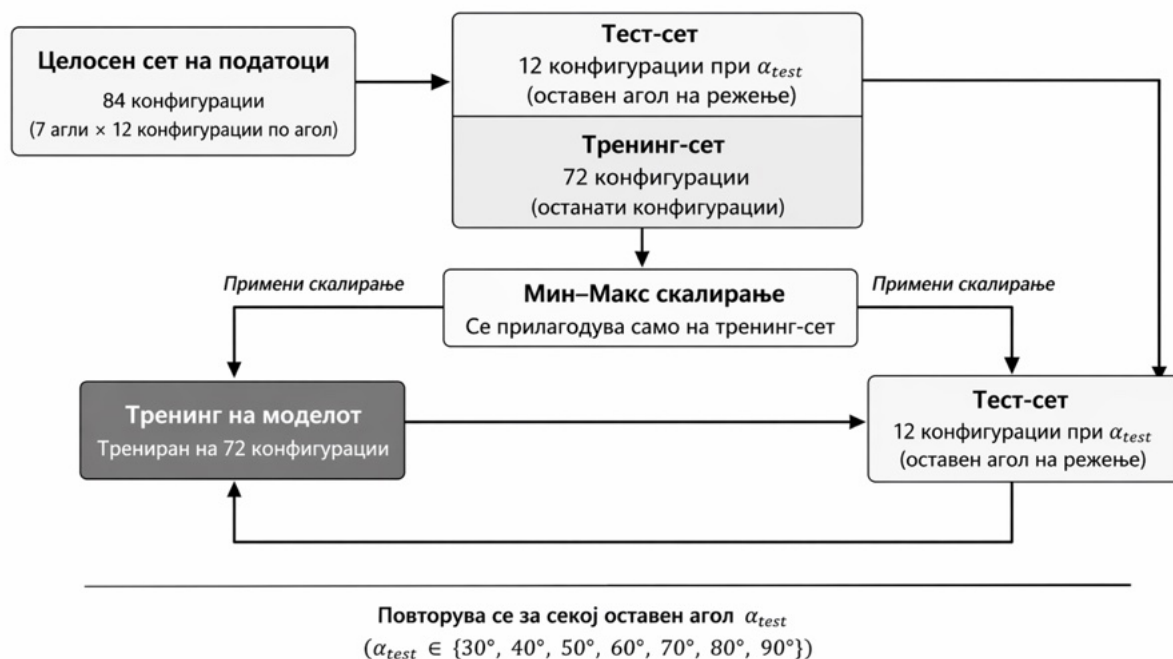 Целосен сет на податоци
84 конфигурации
(7 агли × 12 конфигурации по агол)
Тест-сет
12 конфигурации при α_test
(оставен агол на режење)
Тренинг-сет
72 конфигурации
(останати конфигурации)
Примени скалирање
Мин–Макс скалирање
Се прилагодува само на тренинг-сет
Примени скалирање
Тренинг на моделот
Трениран на 72 конфигурации
Тест-сет
12 конфигурации при α_test
(оставен агол на режење)
Повторува се за секој оставен агол α_test
(α_test ∈ {30°, 40°, 50°, 60°, 70°, 80°, 90°})